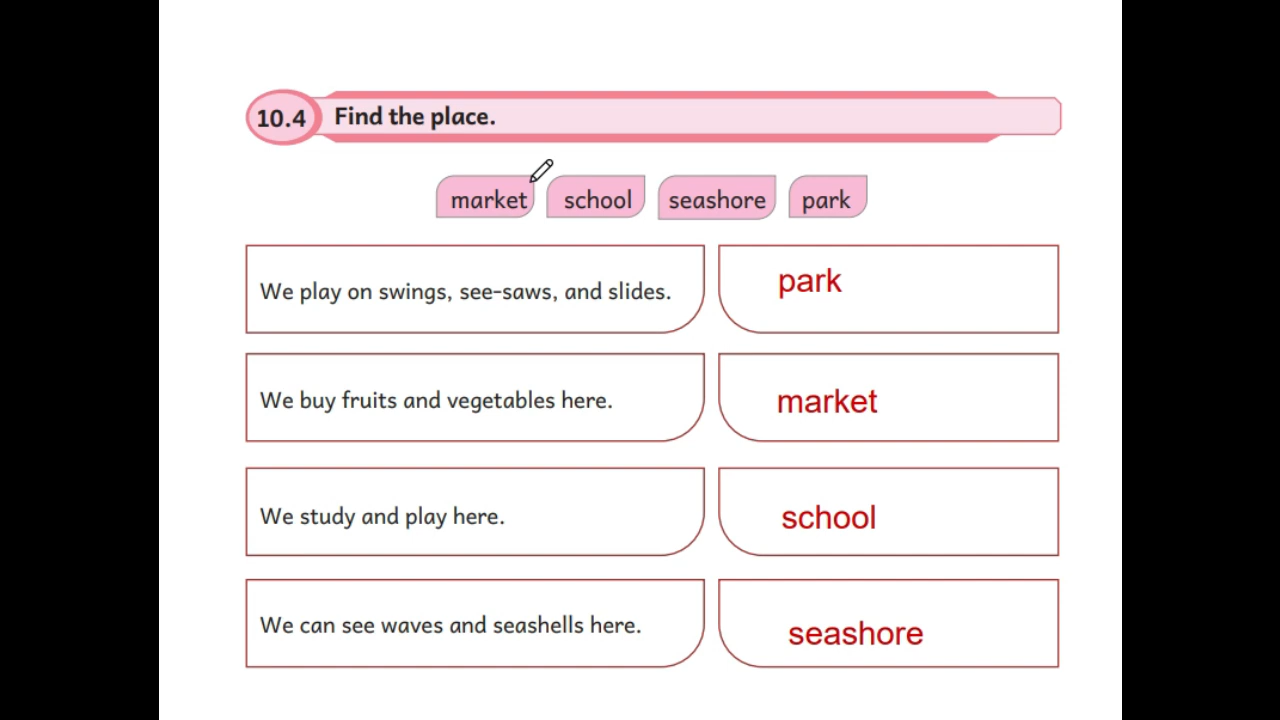 10.4 Find the place.
market school seashore park
We play on swings, see-saws, and slides. park
We buy fruits and vegetables here. market
We study and play here. school
We can see waves and seashells here. seashore